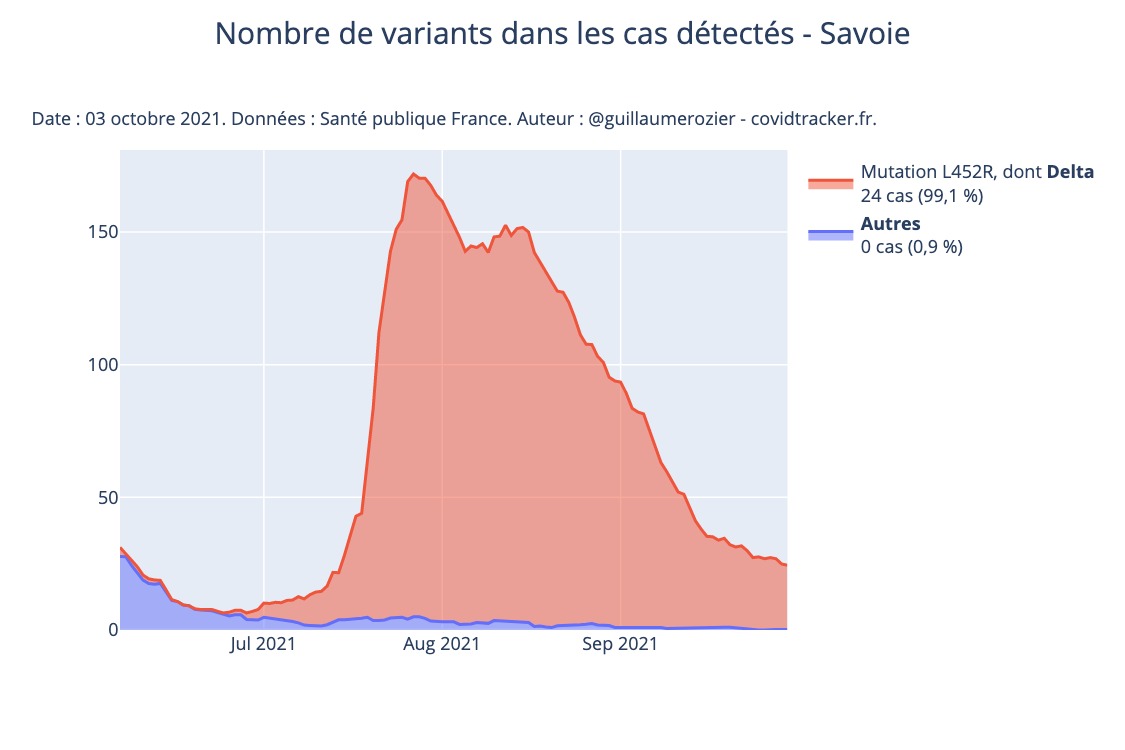 Nombre de variants dans les cas détectés - Savoie
Date : 03 octobre 2021. Données : Santé publique France. Auteur : @guillaumerozier - covidtracker.fr.
Mutation L452R, dont Delta
24 cas (99,1 %)
Autres
0 cas (0,9 %)
150
100
50
0
Jul 2021
Aug 2021
Sep 2021